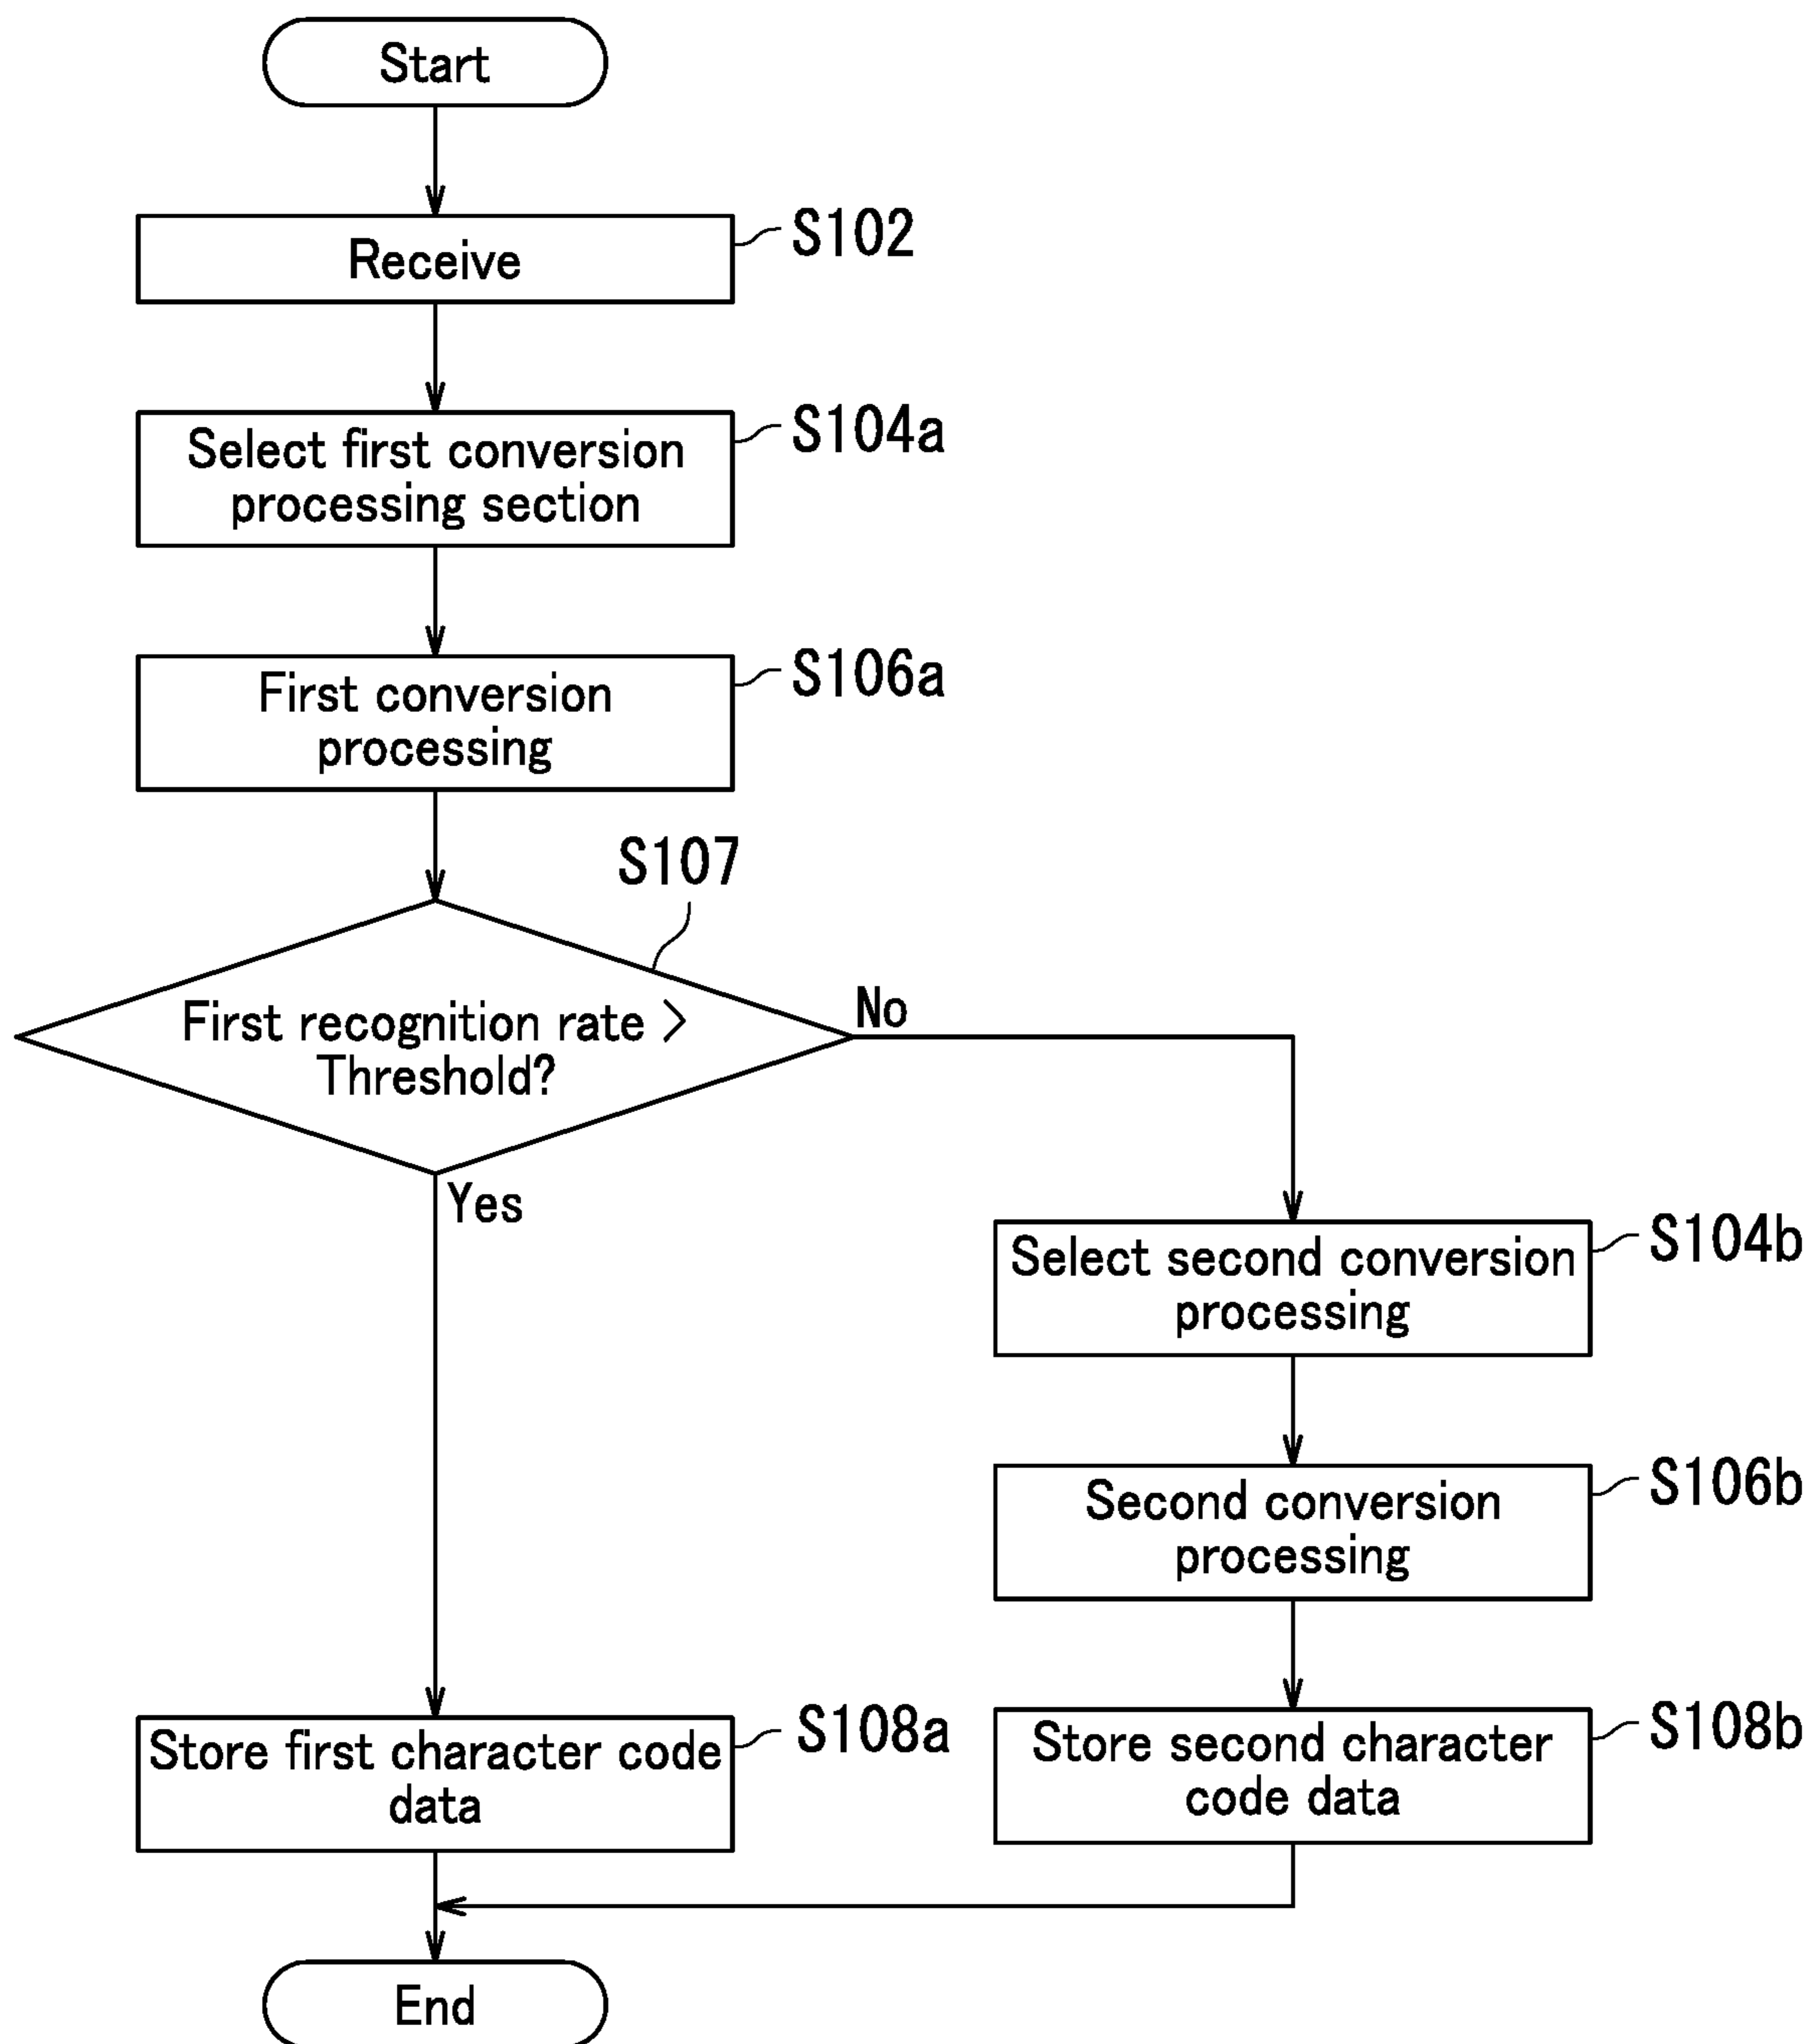 Start
Receive
S102
Select first conversion
processing section
S104a
First conversion
processing
S106a
S107
First recognition rate >
Threshold?
No
Yes
Select second conversion
processing
S104b
Second conversion
processing
S106b
Store first character code
data
S108a
Store second character
code data
S108b
End